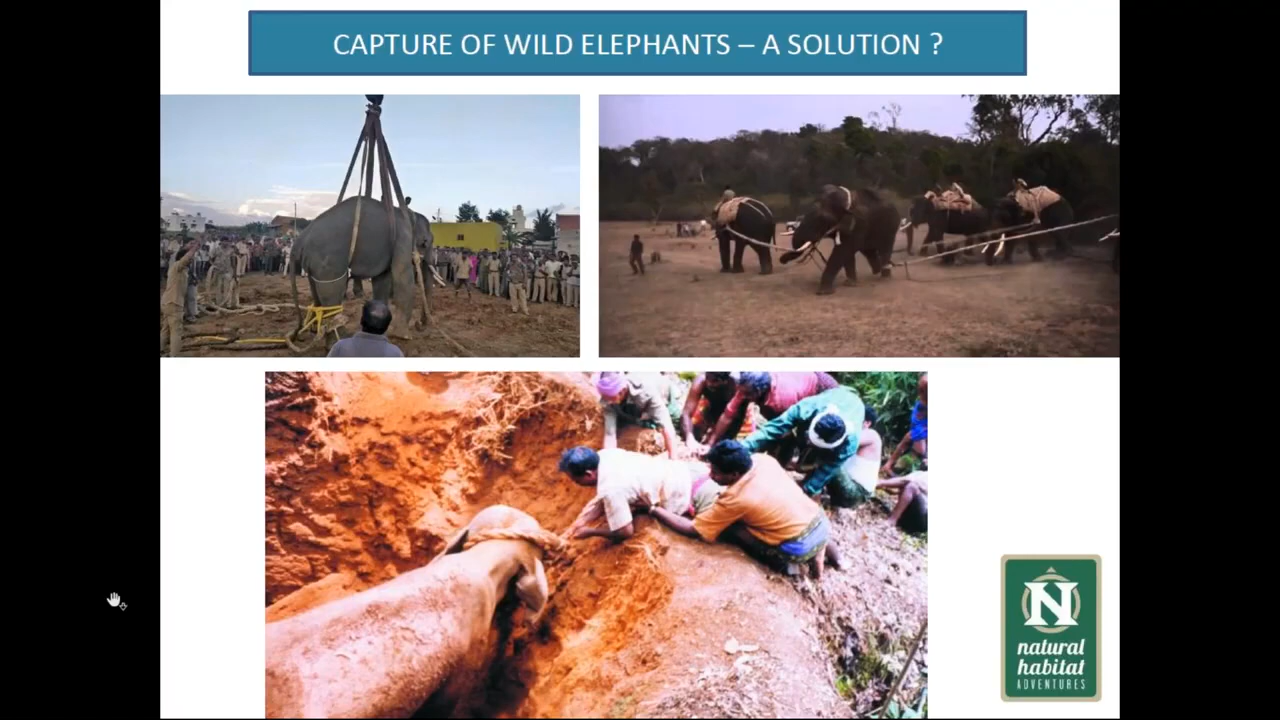 CAPTURE OF WILD ELEPHANTS – A SOLUTION ?
N
natural
habitat
ADVENTURES